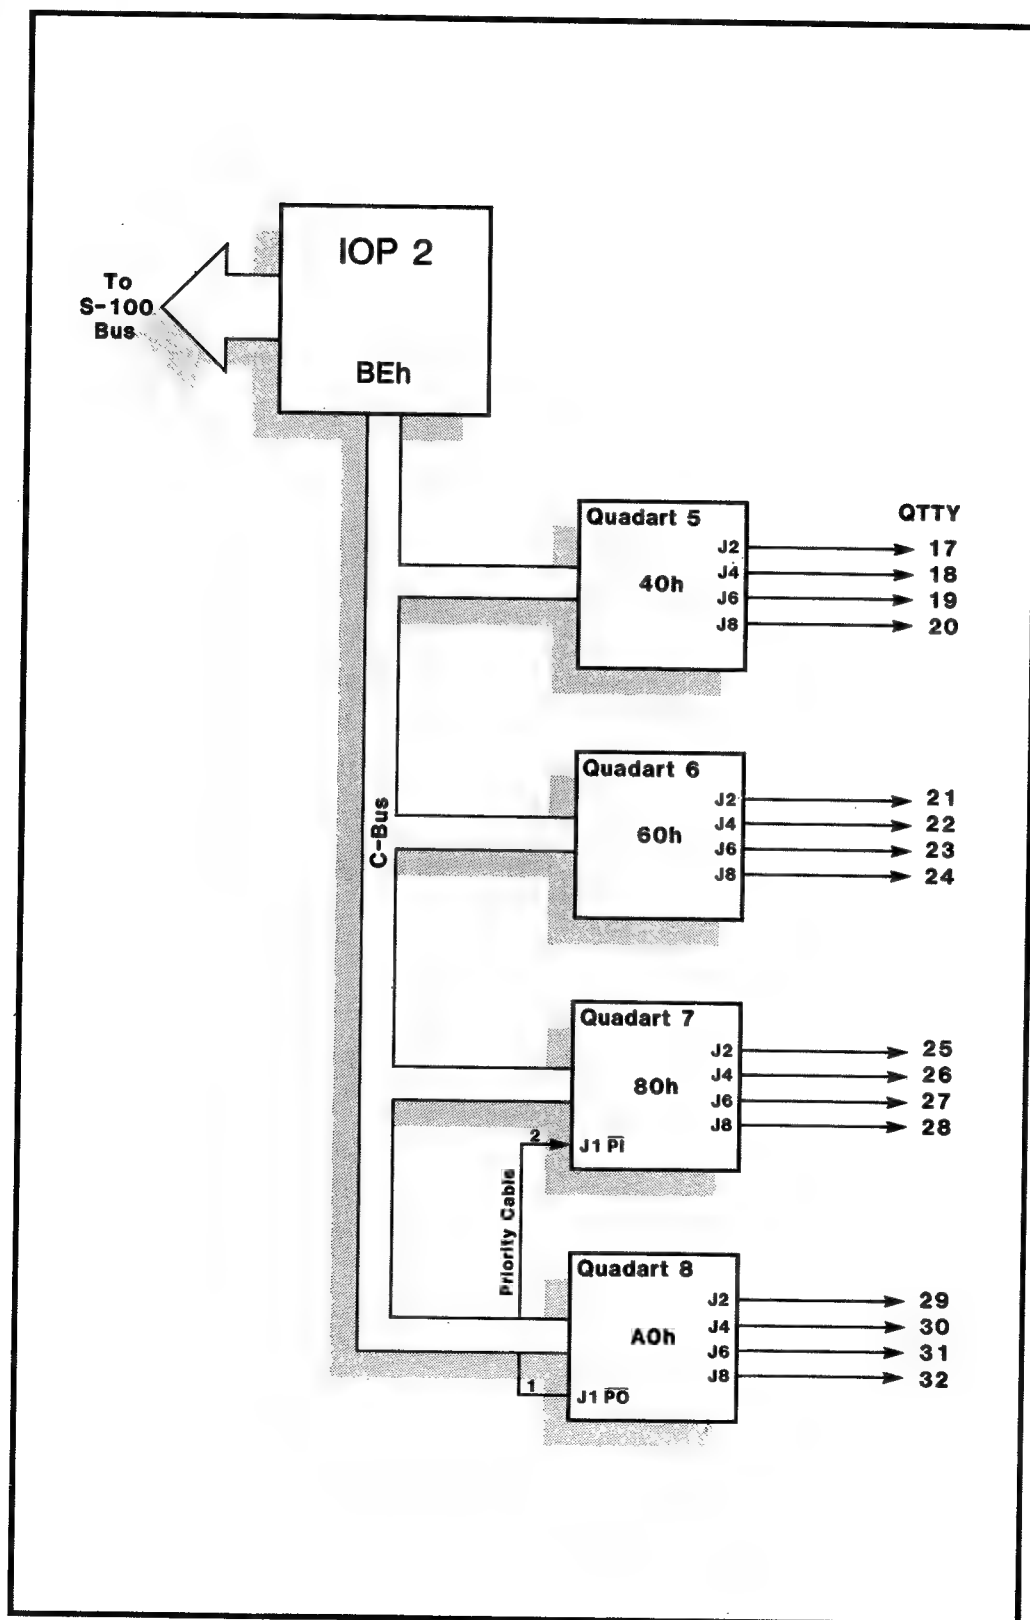 IOP 2
To
S-100
Bus
BEh
C-Bus
Quadart 5
QTTY
40h
J2 17
J4 18
J6 19
J8 20
Quadart 6
60h
J2 21
J4 22
J6 23
J8 24
Quadart 7
80h
J2 25
J4 26
J6 27
J8 28
2
J1 P̅I̅
Priority Cable
Quadart 8
A0h
J2 29
J4 30
J6 31
J8 32
1
J1 P̅O̅